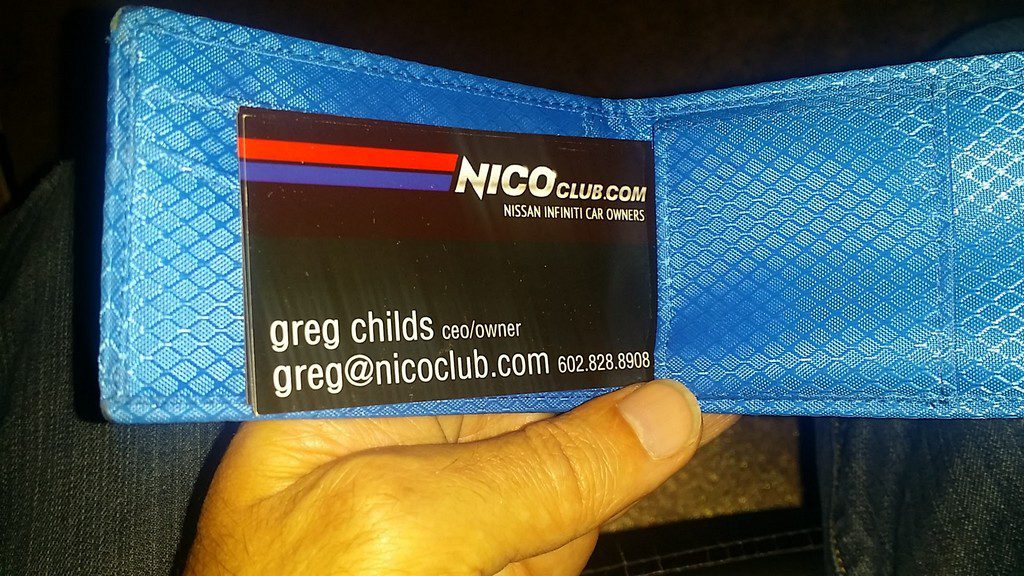 NICOCLUB.COM
NISSAN INFINITI CAR OWNERS
greg childs ceo/owner
greg@nicoclub.com 602.828.8908